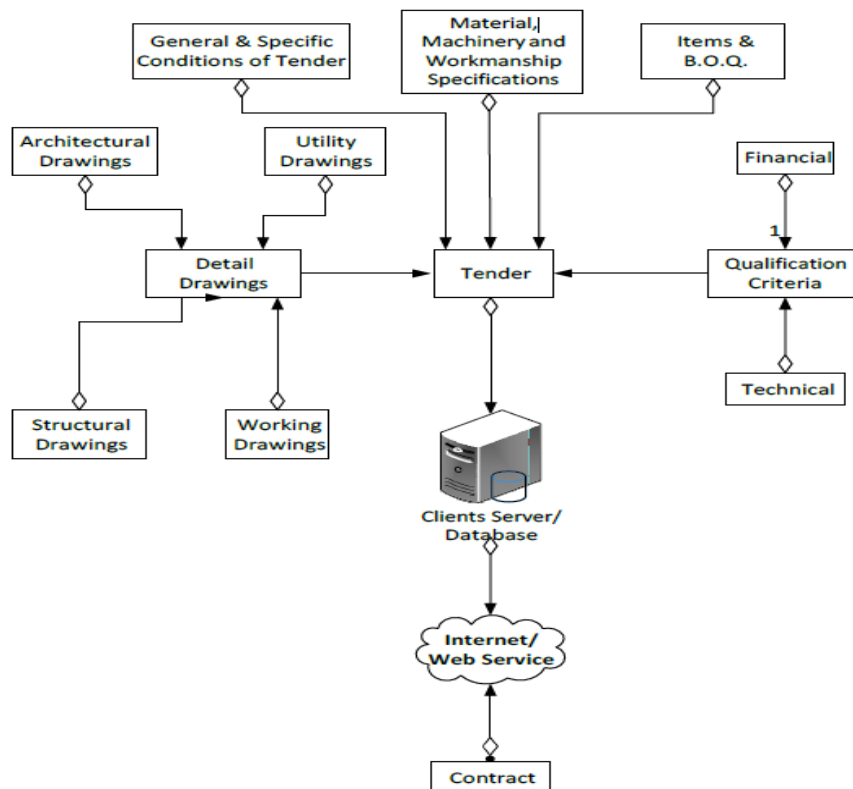 General & Specific
Conditions of Tender
Material,
Machinery and
Workmanship
Specifications
Items &
B.O.Q.
Architectural
Drawings
Utility
Drawings
Financial
1
Detail
Drawings
Tender
Qualification
Criteria
Structural
Drawings
Working
Drawings
Technical
C
Clients Server/
Database
Internet/
Web Service
Contract